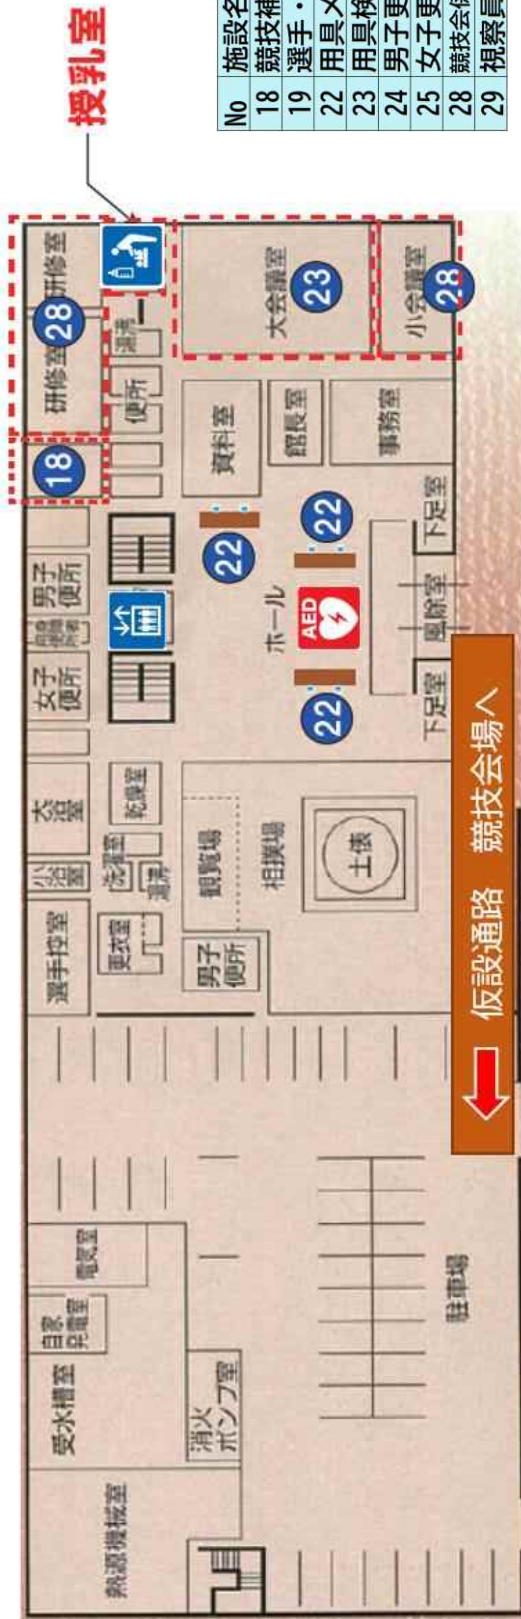 授乳室
No 施設名
18 競技補
19 選手・
22 用具メ
23 用具検
24 男子更
25 女子更
28 競技会
29 視察員
研修室
28
研修室
18
湯沸
便所
大会議室
23
小会議室
28
資料室
館長室
事務室
男子
便所
女子
便所
22
22
22
ホール
AED
下足室
風除室
下足室
大浴室
小浴室
選手控室
乾燥室
洗濯室
湯沸
更衣室
観覧場
相撲場
土俵
男子
便所
仮設通路 競技会場へ
電気室
自家
発電室
受水槽室
消火
ポンプ室
熱源機械室
駐車場